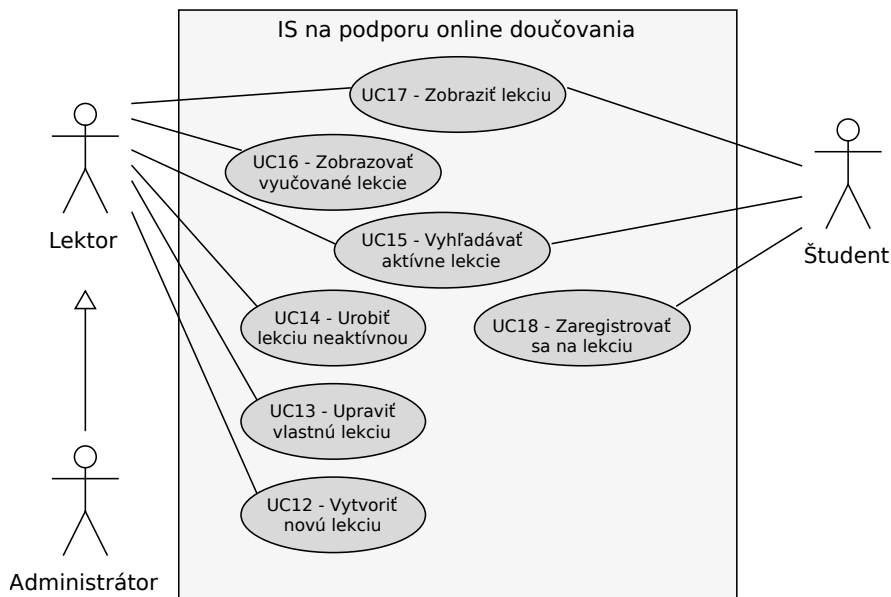 IS na podporu online doučovania
UC17 - Zobraziť lekciu
UC16 - Zobrazovať
vyučované lekcie
Lektor
UC15 - Vyhľadávať
aktívne lekcie
Študent
UC14 - Urobiť
lekciu neaktívnou
UC18 - Zaregistrovať
sa na lekciu
UC13 - Upraviť
vlastnú lekciu
UC12 - Vytvoriť
novú lekciu
Administrátor